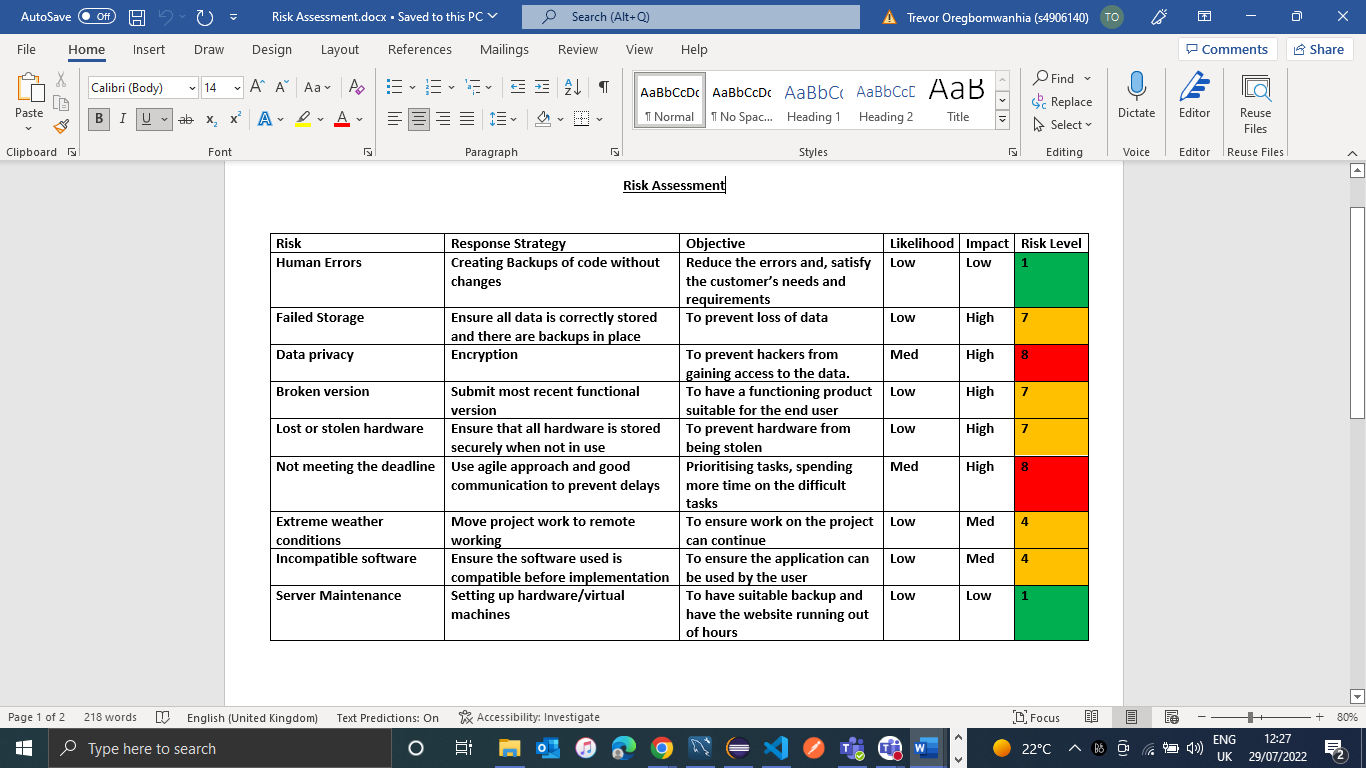 AutoSave Off Risk Assessment.docx • Saved to this PC Search (Alt+Q) Trevor Oregbomwanhia (s4906140) TO
File Home Insert Draw Design Layout References Mailings Review View Help Comments Share
Calibri (Body) 14 Aa Find
Paste AaBbCcDc AaBbCcDc AaBbCc AaBbCcD AaB Replace Dictate Editor Reuse Files
B I U ab x₂ x² A A ¶ Normal ¶ No Spac... Heading 1 Heading 2 Title Select
Clipboard Font Paragraph Styles Editing Voice Editor Reuse Files
Risk Assessment
Risk Response Strategy Objective Likelihood Impact Risk Level
Human Errors Creating Backups of code without Reduce the errors and, satisfy Low Low 1
changes the customer's needs and
requirements
Failed Storage Ensure all data is correctly stored To prevent loss of data Low High 7
and there are backups in place
Data privacy Encryption To prevent hackers from Med High 8
gaining access to the data.
Broken version Submit most recent functional To have a functioning product Low High 7
version suitable for the end user
Lost or stolen hardware Ensure that all hardware is stored To prevent hardware from Low High 7
securely when not in use being stolen
Not meeting the deadline Use agile approach and good Prioritising tasks, spending Med High 8
communication to prevent delays more time on the difficult
tasks
Extreme weather Move project work to remote To ensure work on the project Low Med 4
conditions working can continue
Incompatible software Ensure the software used is To ensure the application can Low Med 4
compatible before implementation be used by the user
Server Maintenance Setting up hardware/virtual To have suitable backup and Low Low 1
machines have the website running out
of hours
Page 1 of 2 218 words English (United Kingdom) Text Predictions: On Accessibility: Investigate Focus 80%
Type here to search 22°C ENG 12:27
UK 29/07/2022 2